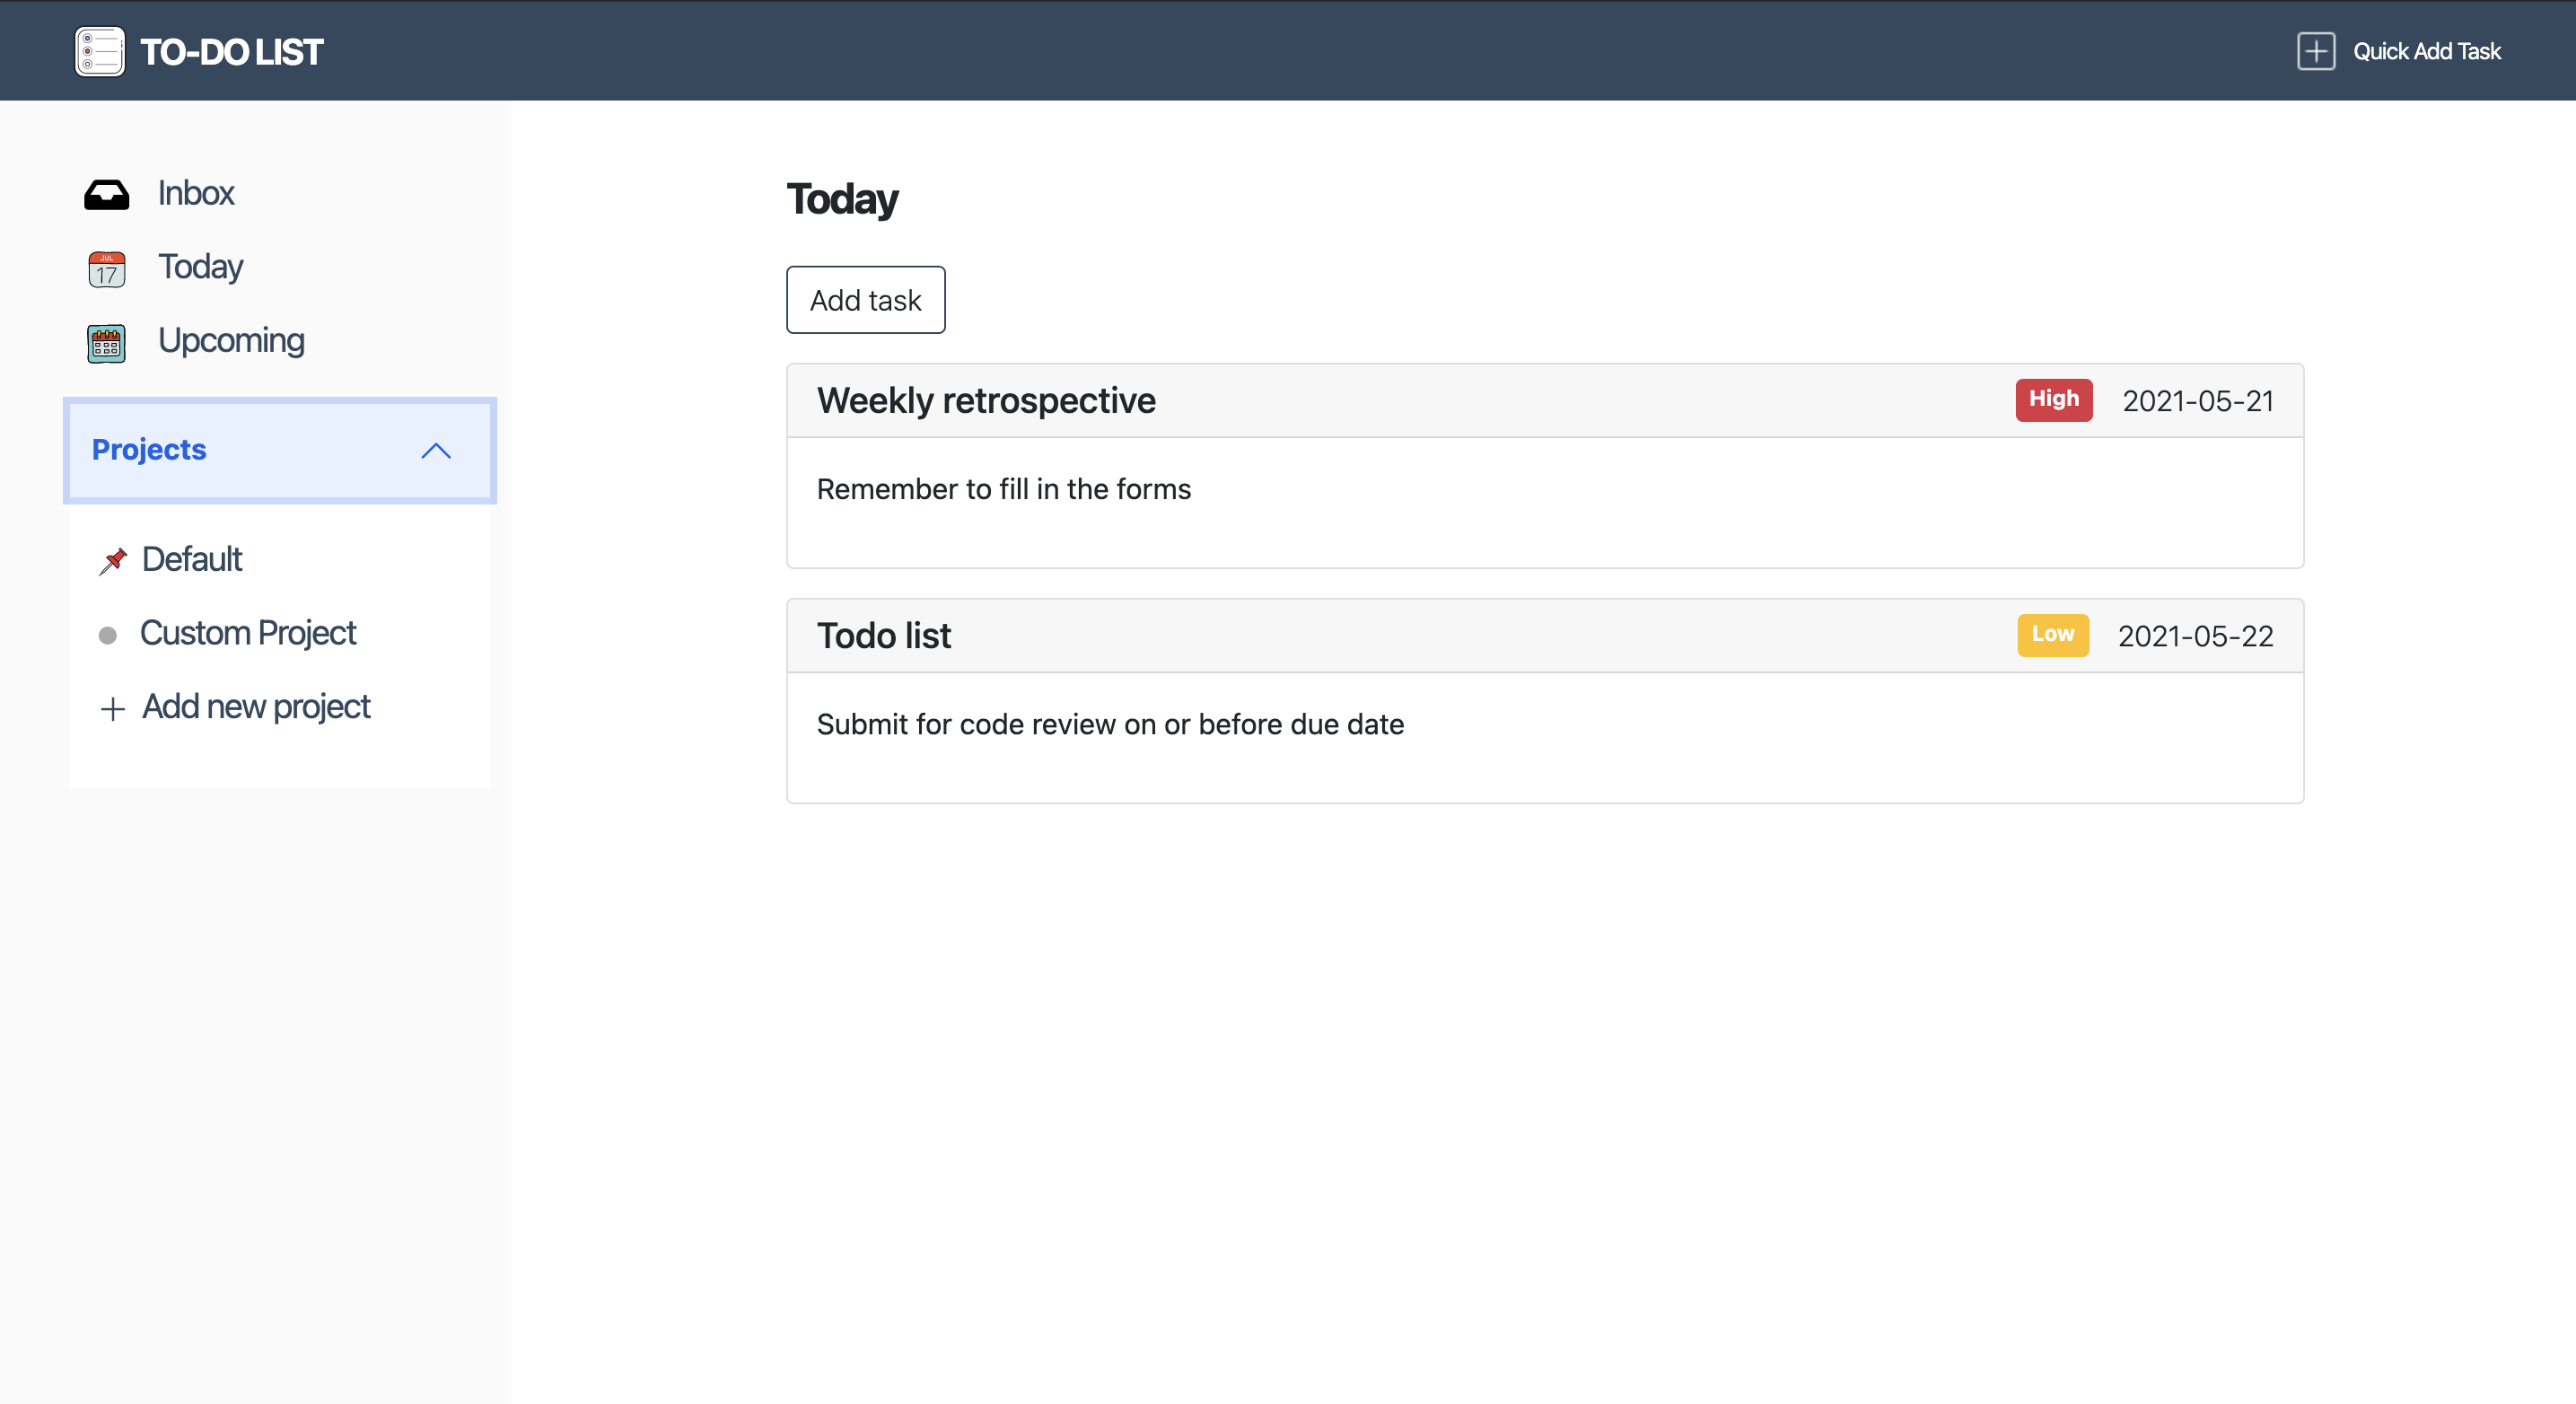 TO-DO LIST
Quick Add Task
Inbox
JUL
17
Today
Upcoming
Projects
Default
Custom Project
Add new project
Today
Add task
Weekly retrospective
High 2021-05-21
Remember to fill in the forms
Todo list
Low 2021-05-22
Submit for code review on or before due date